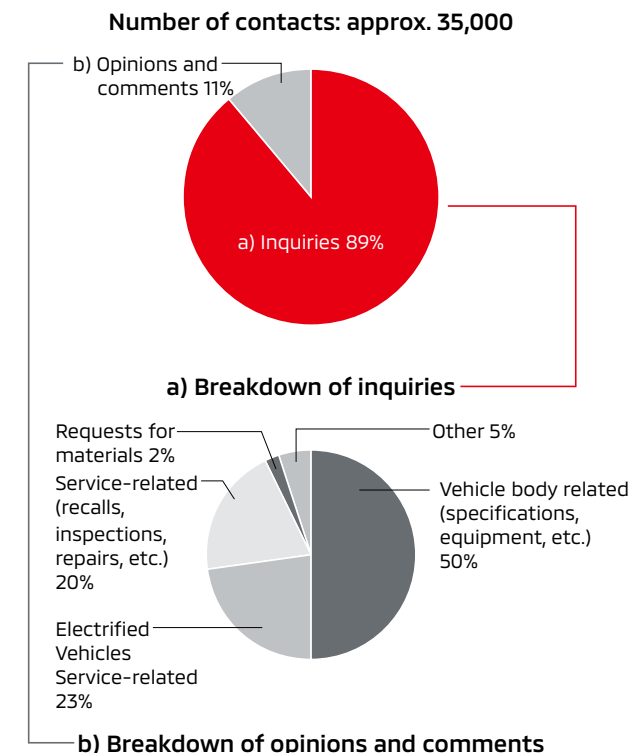 Number of contacts: approx. 35,000
b) Opinions and
comments 11%
a) Inquiries 89%
a) Breakdown of inquiries
Requests for
materials 2%
Other 5%
Service-related
(recalls,
inspections,
repairs, etc.)
20%
Vehicle body related
(specifications,
equipment, etc.)
50%
Electrified
Vehicles
Service-related
23%
b) Breakdown of opinions and comments